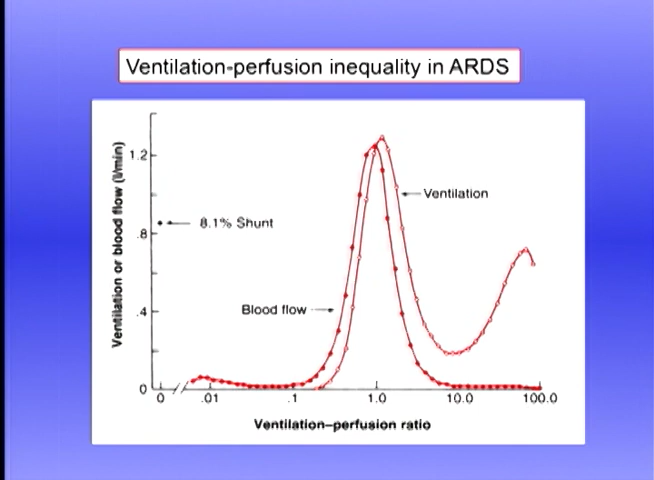 Ventilation-perfusion inequality in ARDS
Ventilation or blood flow (l/min)
1.2
.8
.4
0
8.1% Shunt
Ventilation
Blood flow
0 .01 .1 1.0 10.0 100.0
Ventilation–perfusion ratio